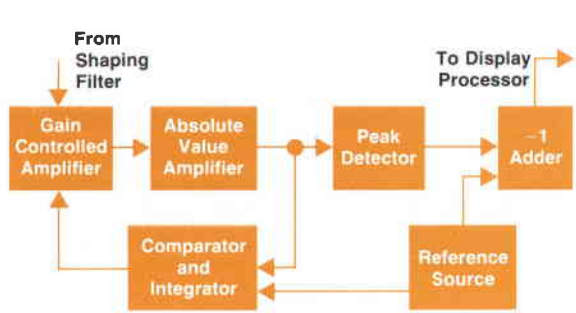 From
Shaping
Filter
To Display
Processor
Gain
Controlled
Amplifier
Absolute
Value
Amplifier
Peak
Detector
−1
Adder
Comparator
and
Integrator
Reference
Source